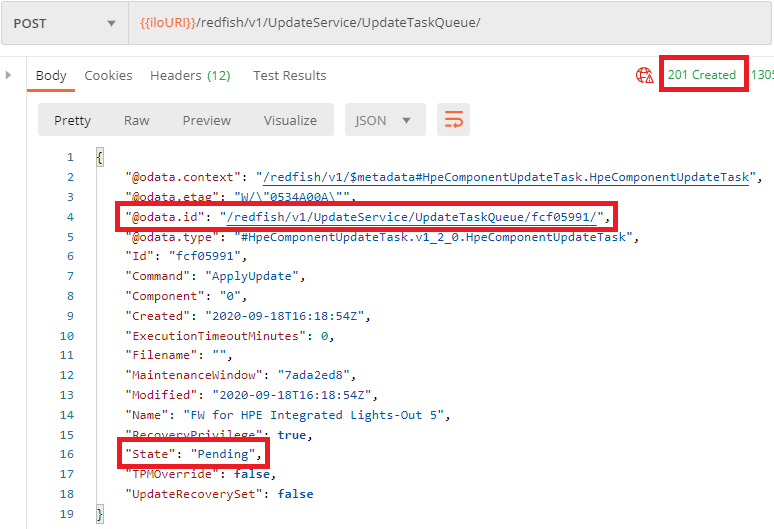 POST {{iloURI}}/redfish/v1/UpdateService/UpdateTaskQueue/
Body Cookies Headers (12) Test Results 201 Created
Pretty Raw Preview Visualize JSON
1 {
2 "@odata.context": "/redfish/v1/$metadata#HpeComponentUpdateTask.HpeComponentUpdateTask",
3 "@odata.etag": "W/\"0534A00A\"",
4 "@odata.id": "/redfish/v1/UpdateService/UpdateTaskQueue/fcf05991/",
5 "@odata.type": "#HpeComponentUpdateTask.v1_2_0.HpeComponentUpdateTask",
6 "Id": "fcf05991",
7 "Command": "ApplyUpdate",
8 "Component": "0",
9 "Created": "2020-09-18T16:18:54Z",
10 "ExecutionTimeoutMinutes": 0,
11 "Filename": "",
12 "MaintenanceWindow": "7ada2ed8",
13 "Modified": "2020-09-18T16:18:54Z",
14 "Name": "FW for HPE Integrated Lights-Out 5",
15 "RecoveryPrivilege": true,
16 "State": "Pending",
17 "TPMOverride": false,
18 "UpdateRecoverySet": false
19 }